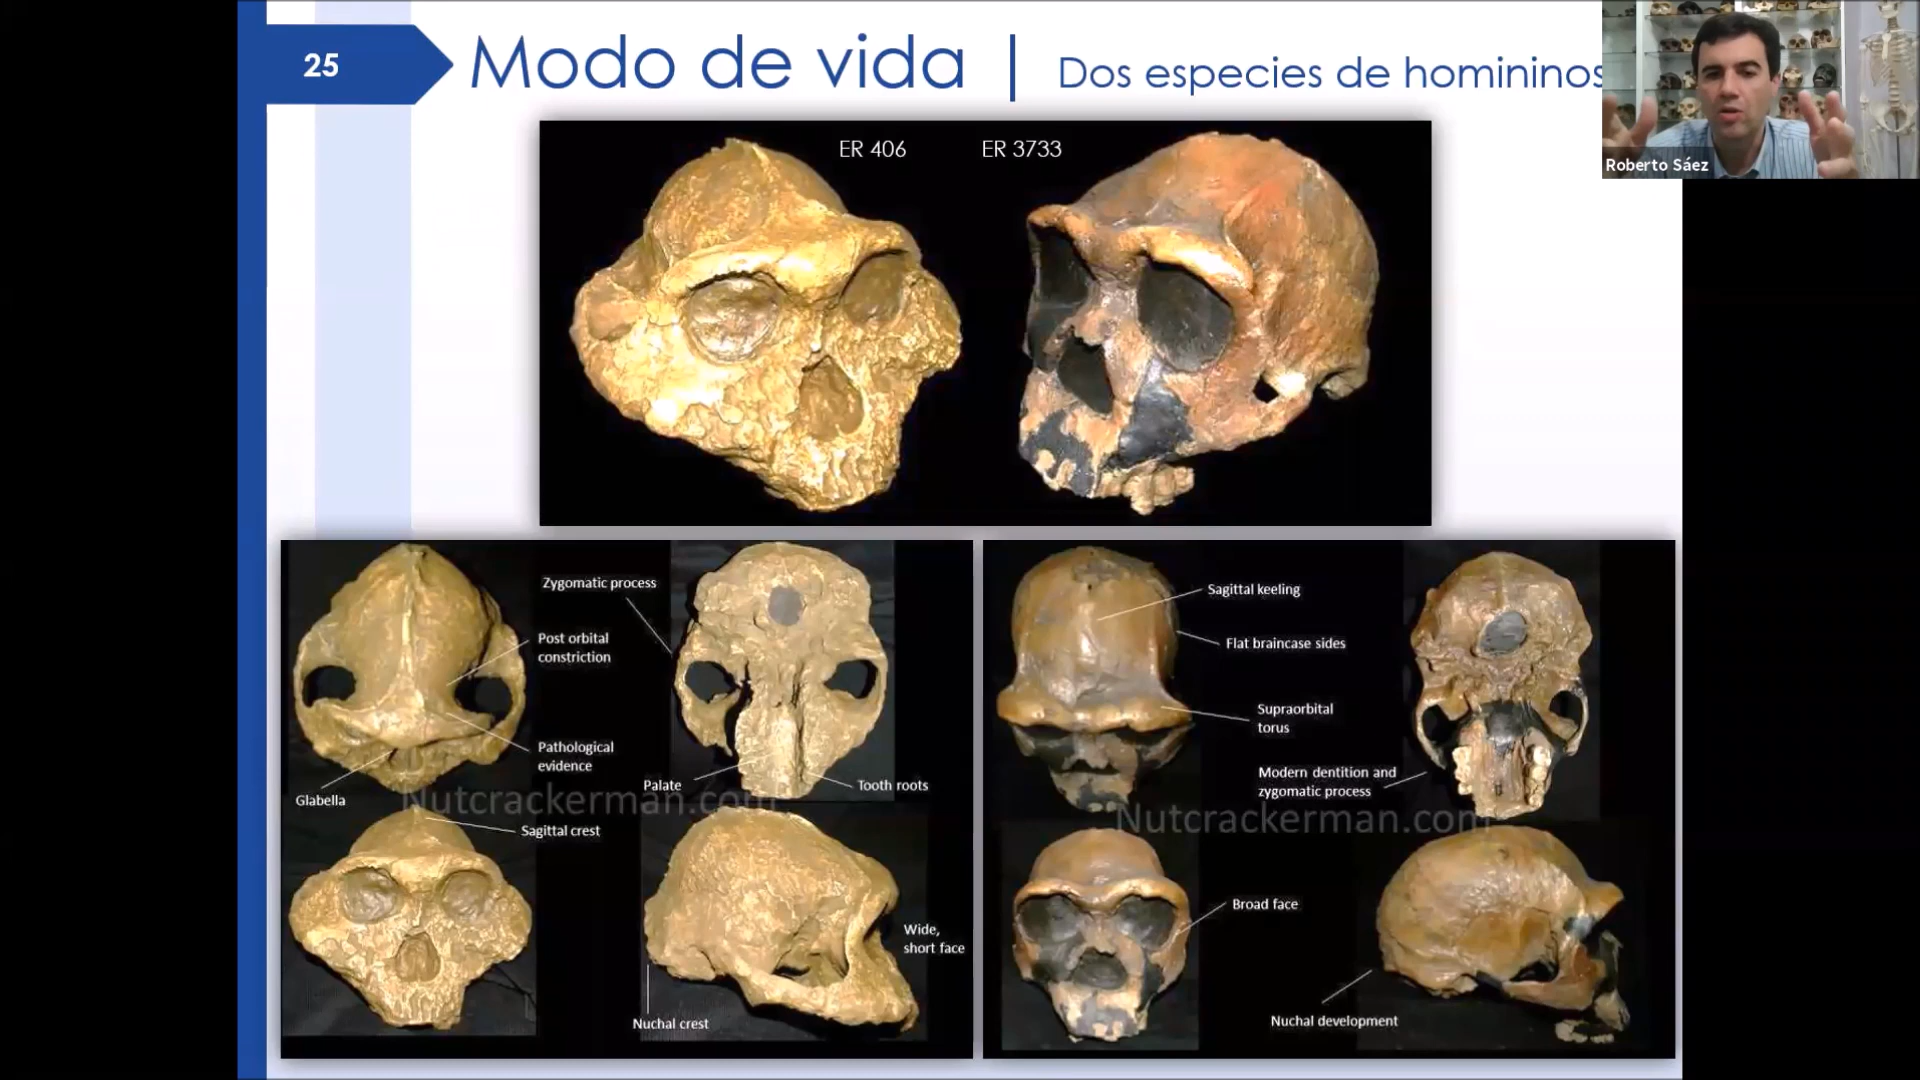 25
Modo de vida | Dos especies de homininos
Roberto Sáez
ER 406
ER 3733
Zygomatic process
Post orbital
constriction
Pathological
evidence
Glabella
Palate
Tooth roots
Nutcrackerman.com
Sagittal crest
Wide,
short face
Nuchal crest
Sagittal keeling
Flat braincase sides
Supraorbital
torus
Modern dentition and
zygomatic process
Nutcrackerman.com
Broad face
Nuchal development